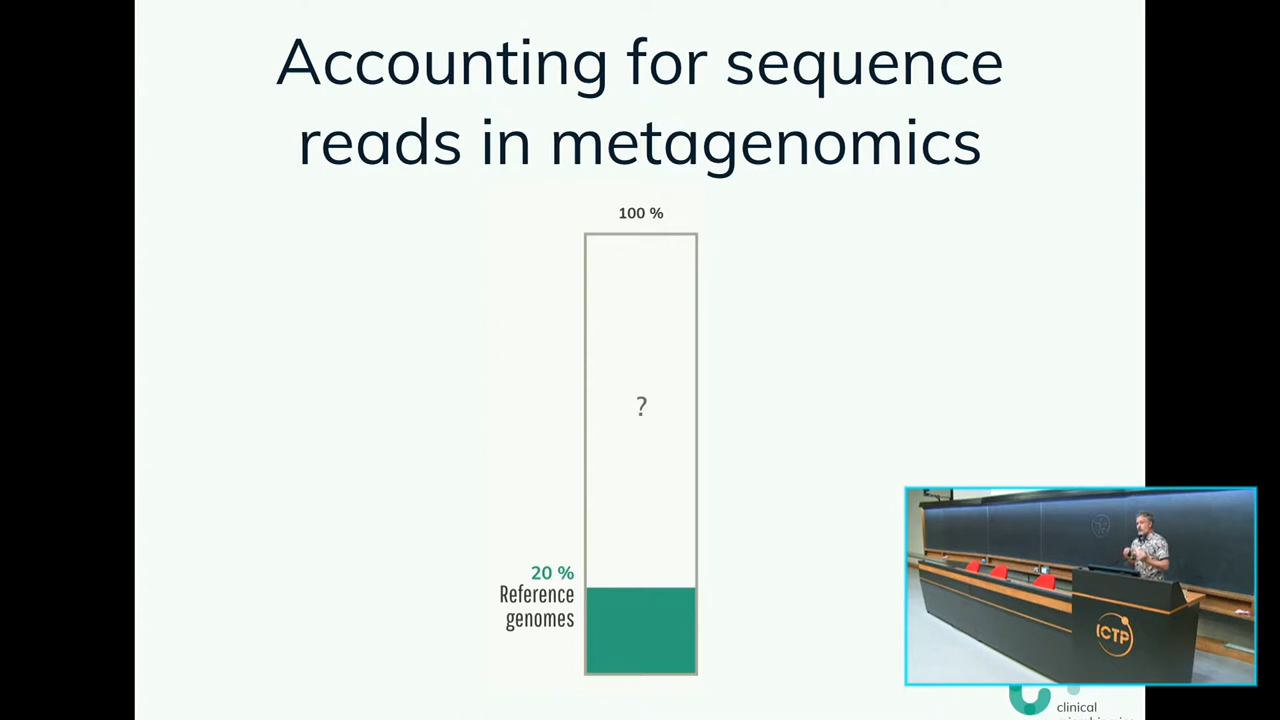 Accounting for sequence
reads in metagenomics
100 %
?
20 %
Reference
genomes
ICTP
clinical